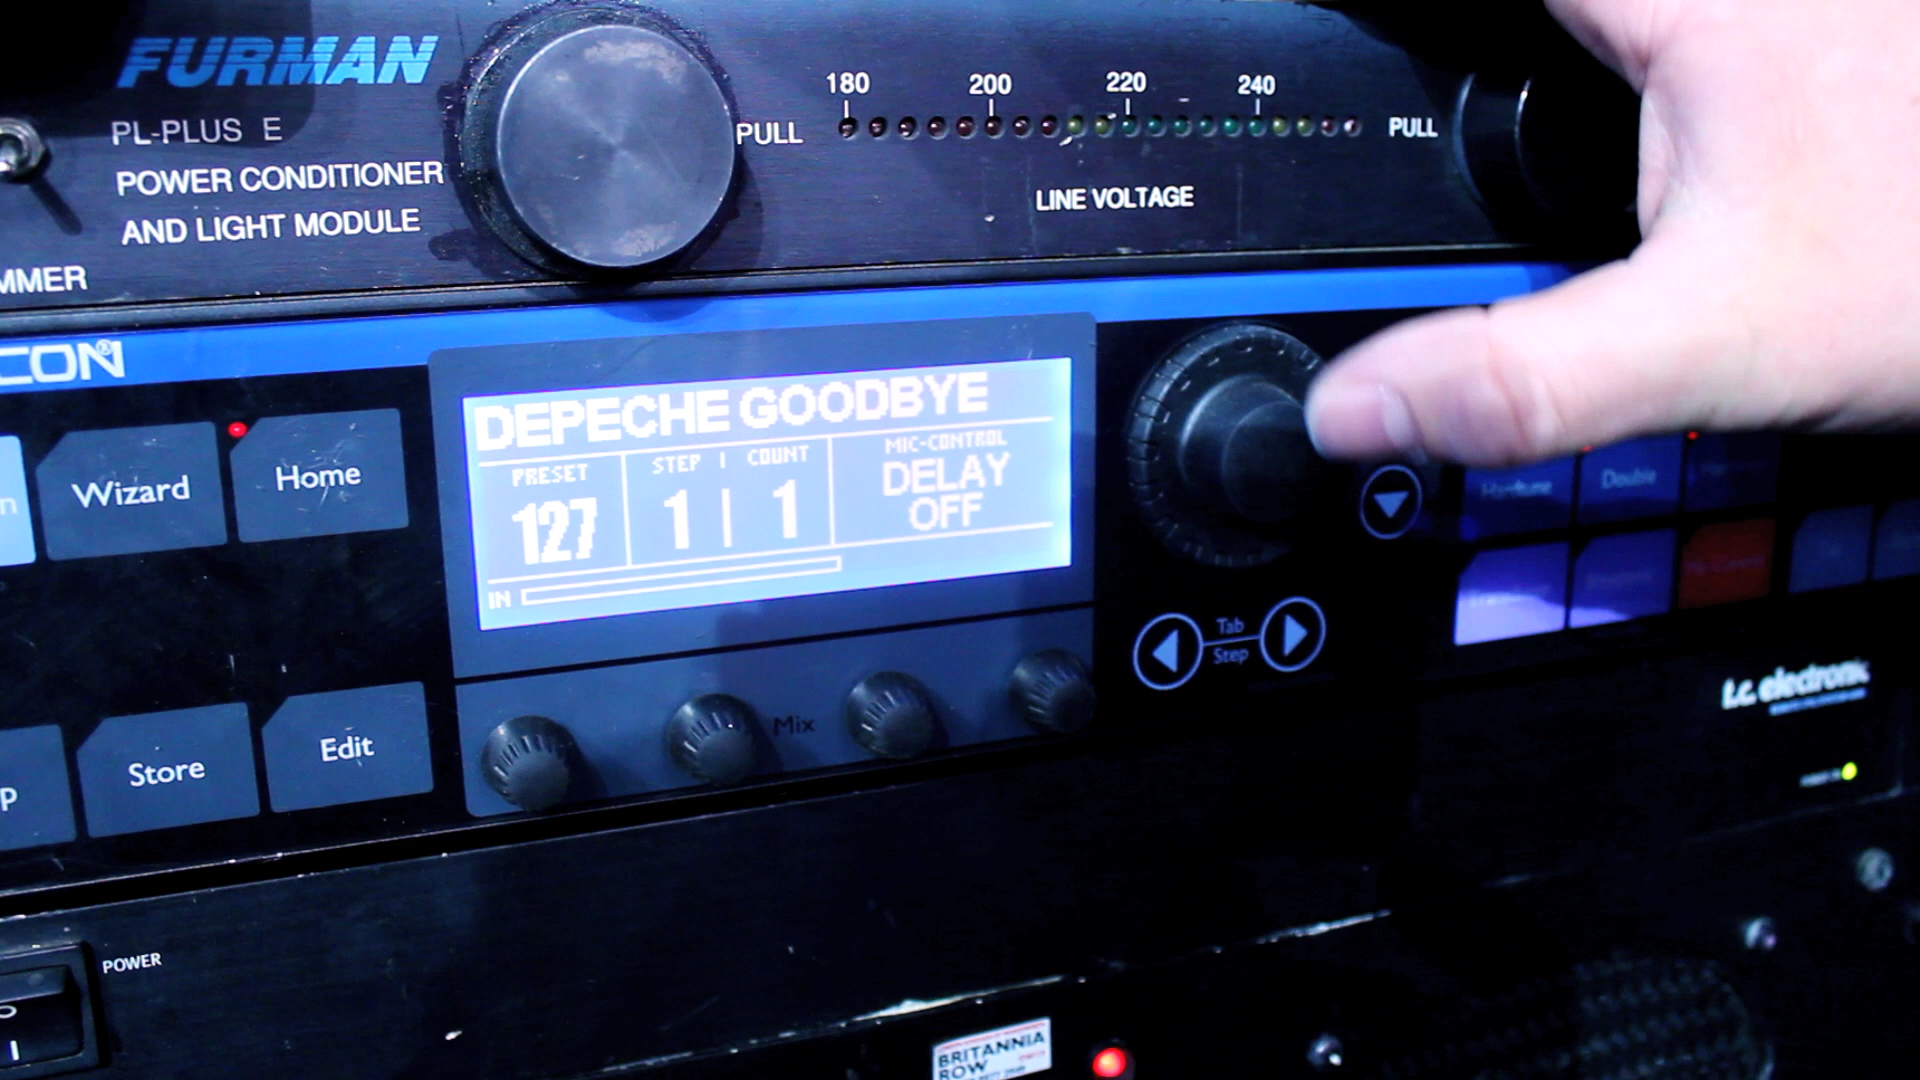 FURMAN
PL-PLUS E
POWER CONDITIONER
AND LIGHT MODULE
MMER
PULL
180 200 220 240
PULL
LINE VOLTAGE
CON®
n
Wizard
Home
DEPECHE GOODBYE
PRESET
127
STEP | COUNT
1 | 1
MIC-CONTROL
DELAY
OFF
IN
Tab
Step
Hardtune
Double
p
Store
Edit
Mix
t.c. electronic
POWER
O
I
BRITANNIA
ROW